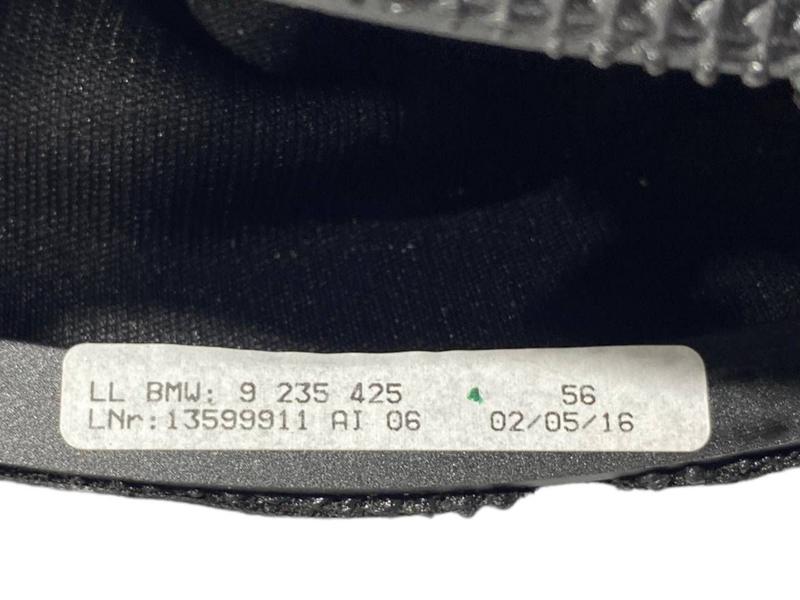 LL BMW: 9 235 425 56
LNr:13599911 AI 06 02/05/16